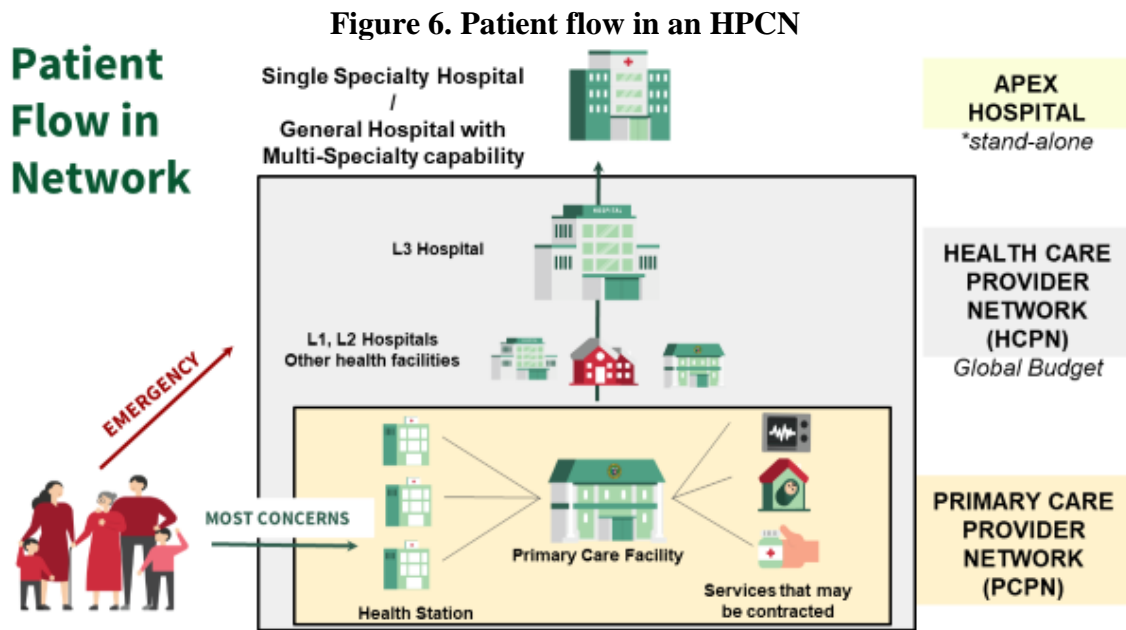 Figure 6. Patient flow in an HPCN
Patient
Flow in
Network
Single Specialty Hospital
/
General Hospital with
Multi-Specialty capability
APEX
HOSPITAL
*stand-alone
HOSPITAL
L3 Hospital
HEALTH CARE
PROVIDER
NETWORK
(HCPN)
Global Budget
L1, L2 Hospitals
Other health facilities
EMERGENCY
MOST CONCERNS
Primary Care Facility
Health Station
Services that may
be contracted
PRIMARY CARE
PROVIDER
NETWORK
(PCPN)